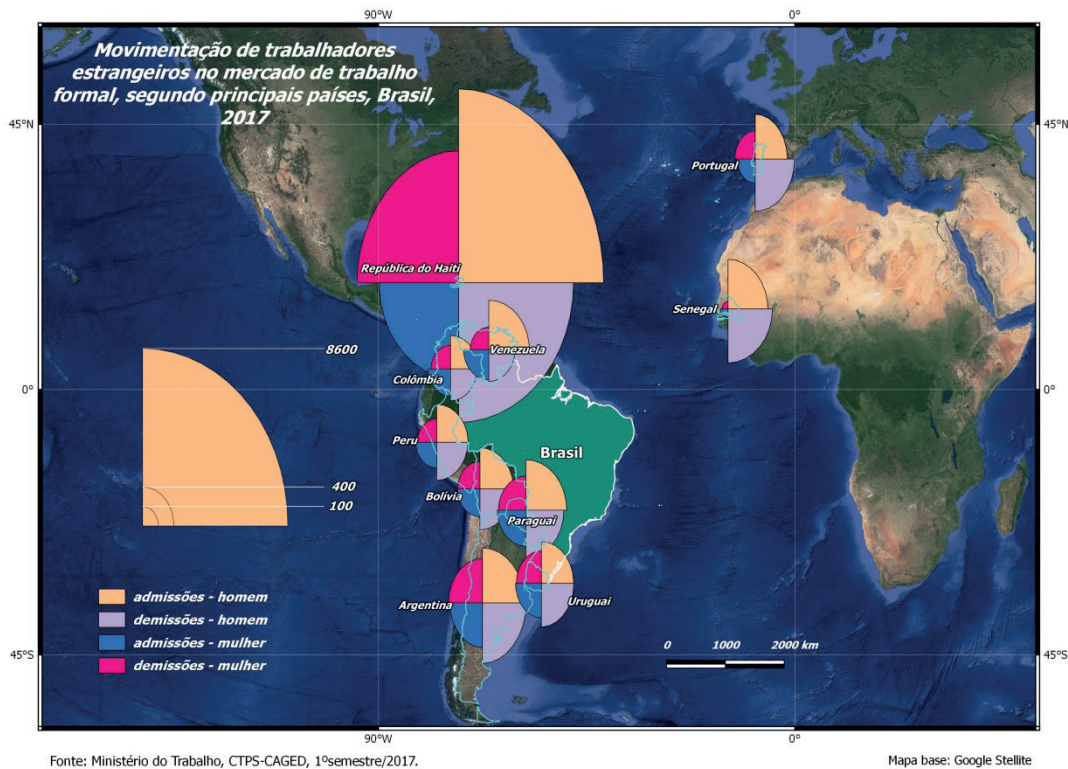 90°W
0°
Movimentação de trabalhadores
estrangeiros no mercado de trabalho
formal, segundo principais países, Brasil,
2017
45°N
45°N
Portugal
República do Haiti
Senegal
Venezuela
8600
Colômbia
0°
0°
Peru
Brasil
400
Bolívia
100
Paraguai
admissões - homem
Argentina
Uruguai
demissões - homem
admissões - mulher
0 1000 2000 km
45°S
45°S
demissões - mulher
90°W
0°
Fonte: Ministério do Trabalho, CTPS-CAGED, 1ºsemestre/2017.
Mapa base: Google Stellite